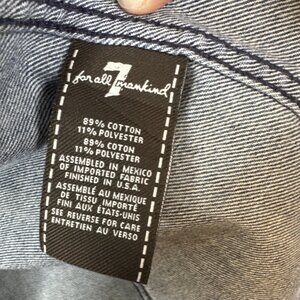 7
for all mankind
89% COTTON
11% POLYESTER
89% COTON
11% POLYESTER
ASSEMBLED IN MEXICO
OF IMPORTED FABRIC
FINISHED IN U.S.A.
ASSEMBLÉ AU MEXIQUE
DE TISSU IMPORTÉ
FINI AUX ÉTATS-UNIS
SEE REVERSE FOR CARE
ENTRETIEN AU VERSO